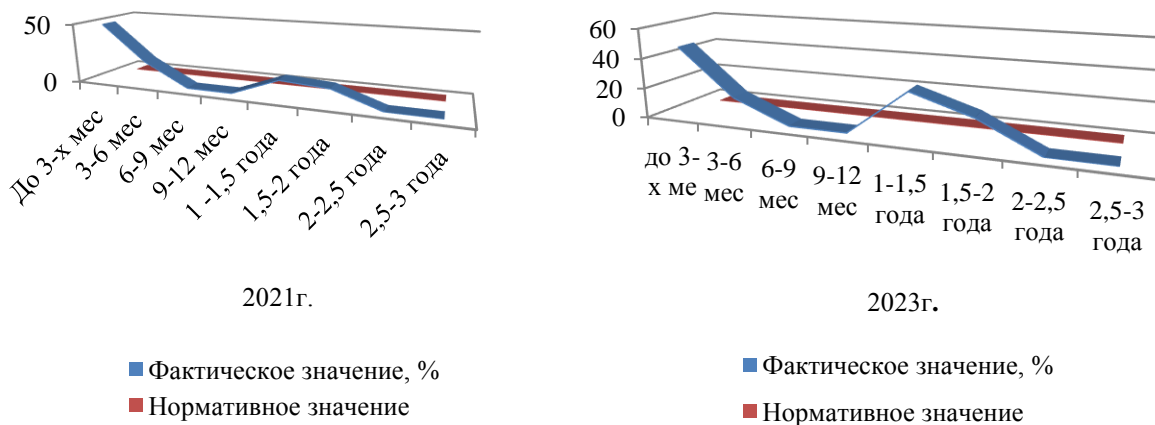 50
0
До 3-х мес
3-6 мес
6-9 мес
9-12 мес
1 -1,5 года
1,5-2 года
2-2,5 года
2,5-3 года
2021г.
Фактическое значение, %
Нормативное значение
60
40
20
0
до 3-
х ме
3-6
мес
6-9
мес
9-12
мес
1-1,5
года
1,5-2
года
2-2,5
года
2,5-3
года
2023г.
Фактическое значение, %
Нормативное значение